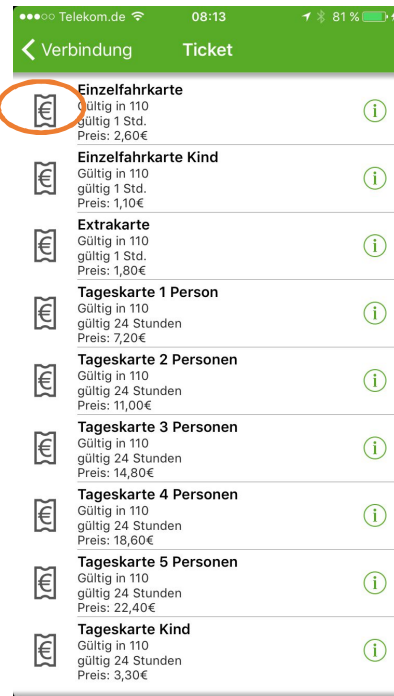 Telekom.de 08:13 81 %
Verbindung Ticket
Einzelfahrkarte
Gültig in 110
gültig 1 Std.
Preis: 2,60€
Einzelfahrkarte Kind
Gültig in 110
gültig 1 Std.
Preis: 1,10€
Extrakarte
Gültig in 110
gültig 1 Std.
Preis: 1,80€
Tageskarte 1 Person
Gültig in 110
gültig 24 Stunden
Preis: 7,20€
Tageskarte 2 Personen
Gültig in 110
gültig 24 Stunden
Preis: 11,00€
Tageskarte 3 Personen
Gültig in 110
gültig 24 Stunden
Preis: 14,80€
Tageskarte 4 Personen
Gültig in 110
gültig 24 Stunden
Preis: 18,60€
Tageskarte 5 Personen
Gültig in 110
gültig 24 Stunden
Preis: 22,40€
Tageskarte Kind
Gültig in 110
gültig 24 Stunden
Preis: 3,30€